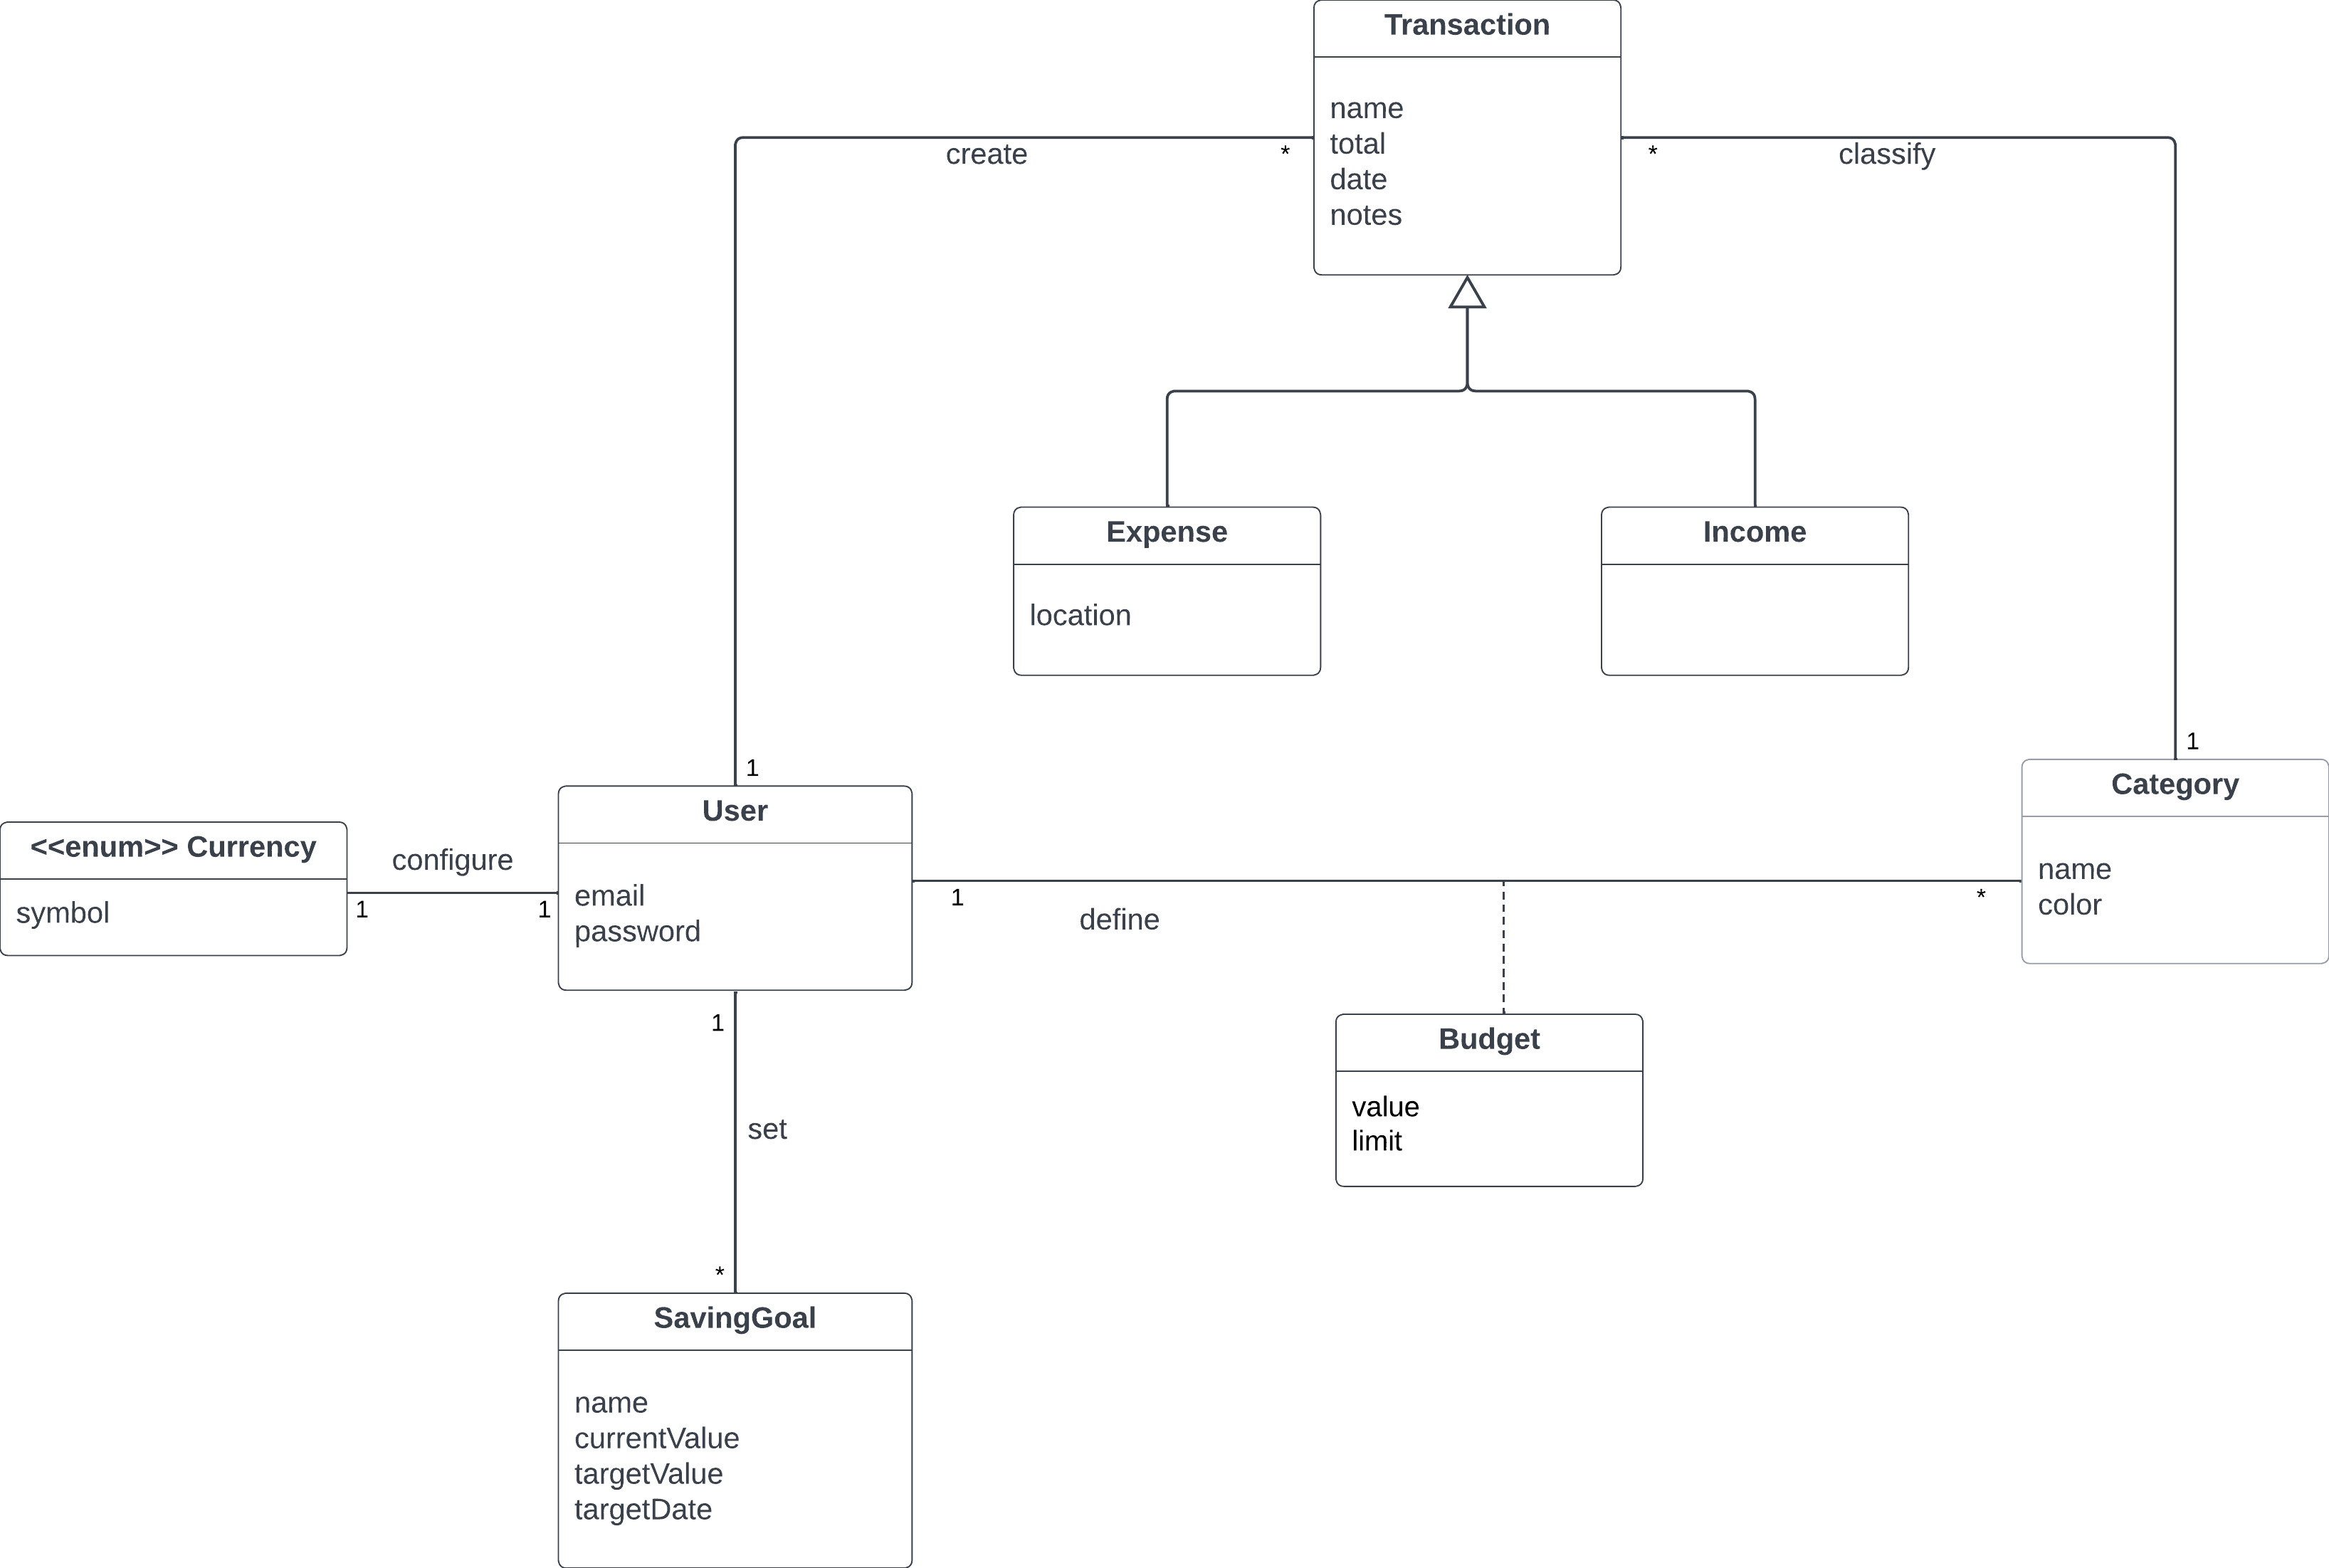 Transaction
name
total
date
notes
create
*
*
classify
Expense
location
Income
1
1
User
email
password
Category
name
color
<<enum>> Currency
symbol
configure
1
1
1
define
*
Budget
value
limit
1
set
*
SavingGoal
name
currentValue
targetValue
targetDate